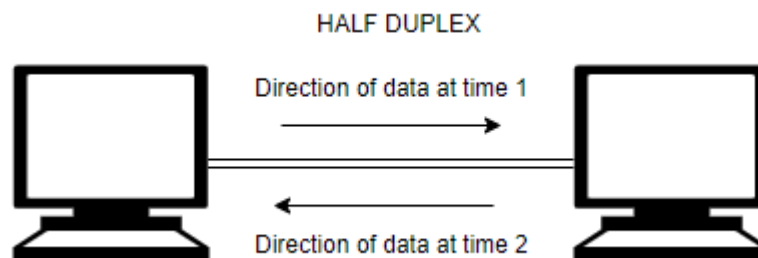 HALF DUPLEX
Direction of data at time 1
Direction of data at time 2